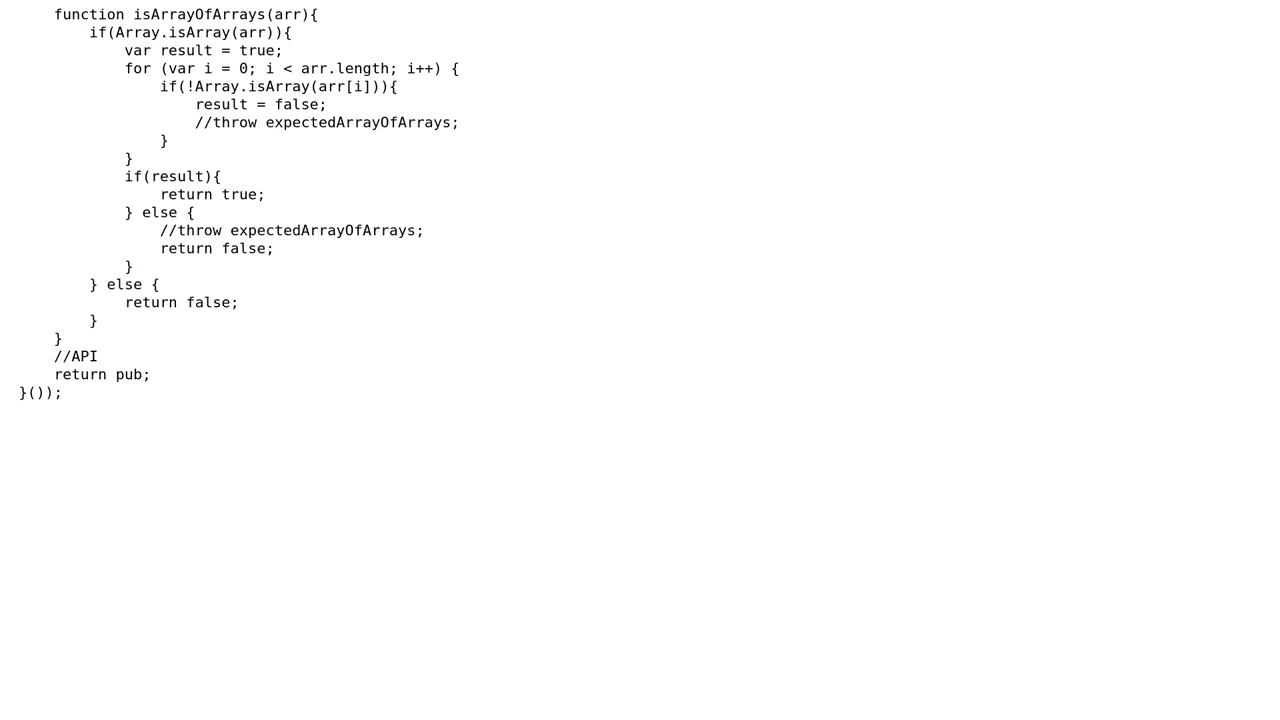 function isArrayOfArrays(arr){
        if(Array.isArray(arr)){
            var result = true;
            for (var i = 0; i < arr.length; i++) {
                if(!Array.isArray(arr[i])){
                    result = false;
                    //throw expectedArrayOfArrays;
                }
            }
            if(result){
                return true;
            } else {
                //throw expectedArrayOfArrays;
                return false;
            }
        } else {
            return false;
        }
    }
    //API
    return pub;
}());